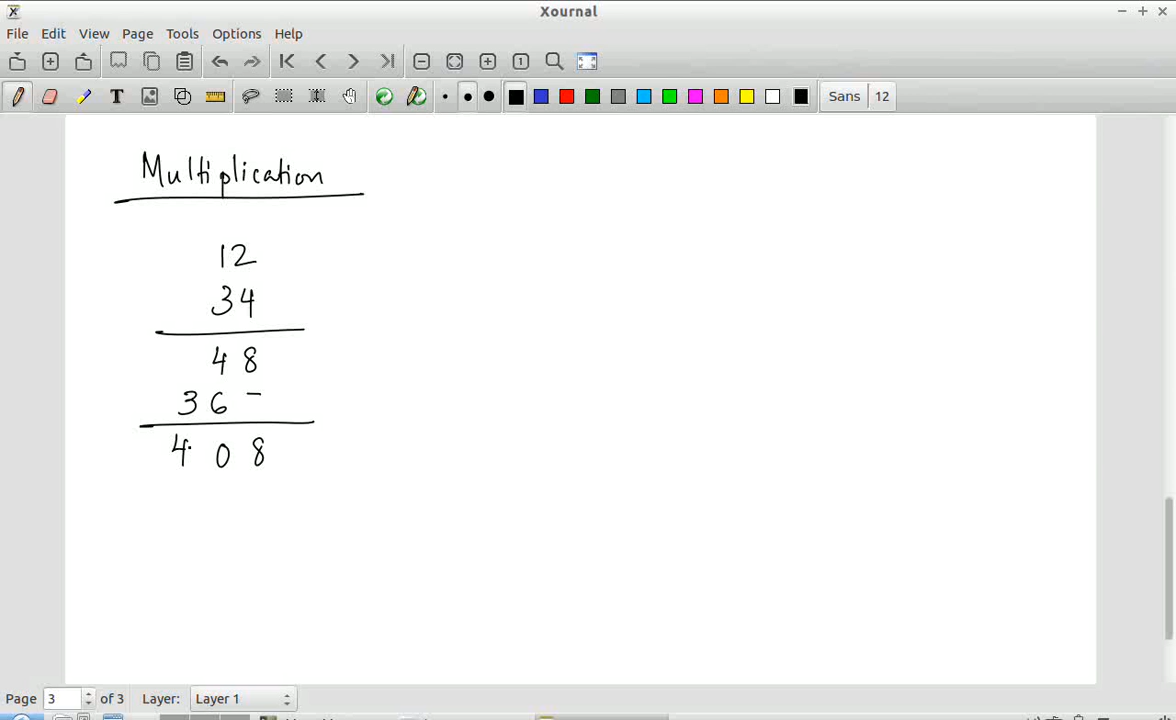 Xournal
File Edit View Page Tools Options Help
Sans 12
Multiplication
12
34
48
36 -
408
Page 3 of 3 Layer: Layer 1